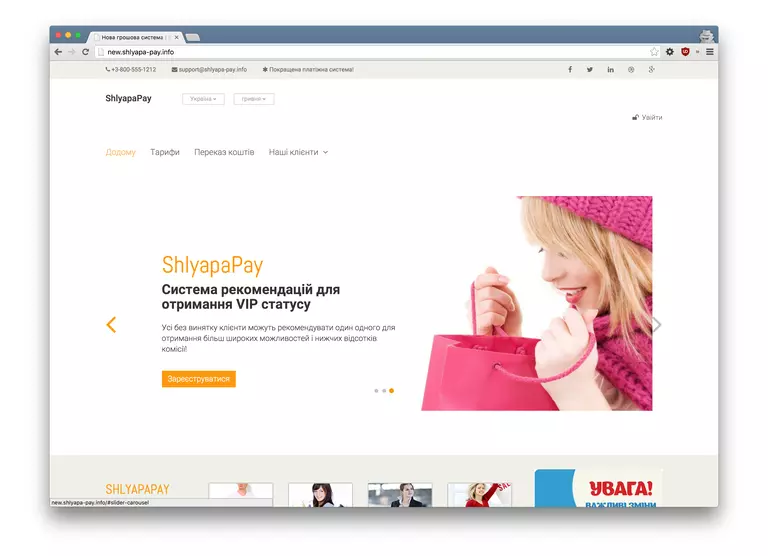 Нова грошова система |
new.shlyapa-pay.info
+3-800-555-1212
support@shlyapa-pay.info
✱ Покращена платіжна система!
ShlyapaPay
Україна
гривня
Увійти
Додому
Тарифи
Переказ коштів
Наші клієнти
ShlyapaPay
Система рекомендацій для
отримання VIP статусу
Усі без винятку клієнти можуть рекомендувати один одного для
отримання більш широких можливостей і нижчих відсотків
комісії!
Зареєструватися
SHLYAPAPAY
SALE
УВАГА!
ВАЖЛИВІ ЗМІНИ
new.shlyapa-pay.info/#slider-carousel